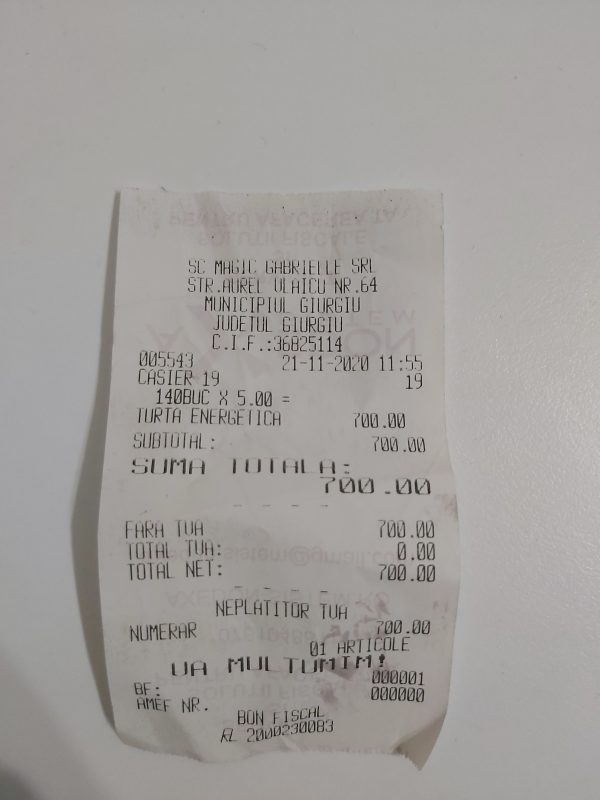 SC MAGIC GABRIELLE SRL
STR.AUREL VLAICU NR.64
MUNICIPIUL GIURGIU
JUDETUL GIURGIU
C.I.F.:36825114
005543 21-11-2020 11:55
CASIER 19 19
140BUC X 5.00 =
TURTA ENERGETICA 700.00
SUBTOTAL: 700.00
SUMA TOTALA:
700.00
- - - -
FARA TVA 700.00
TOTAL TVA: 0.00
TOTAL NET: 700.00
- - - -
NEPLATITOR TVA
NUMERAR 700.00
01 ARTICOLE
VA MULTUMIM!
BF: 000001
AMEF NR. 000000
BON FISCAL
2000230083